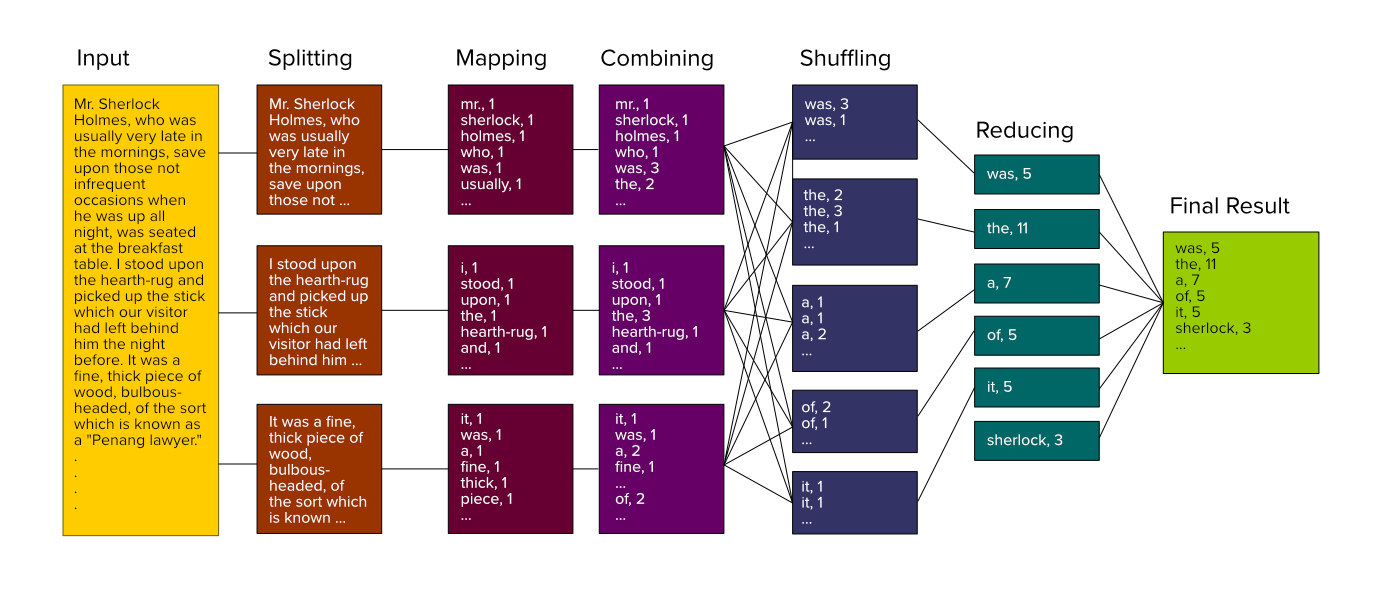 Input
Mr. Sherlock
Holmes, who was
usually very late in
the mornings, save
upon those not
infrequent
occasions when
he was up all
night, was seated
at the breakfast
table. I stood upon
the hearth-rug and
picked up the stick
which our visitor
had left behind
him the night
before. It was a
fine, thick piece of
wood, bulbous-
headed, of the sort
which is known as
a "Penang lawyer."
.
.
.
.
Splitting
Mr. Sherlock
Holmes, who
was usually
very late in
the mornings,
save upon
those not ...
I stood upon
the hearth-rug
and picked up
the stick
which our
visitor had left
behind him ...
It was a fine,
thick piece of
wood,
bulbous-
headed, of
the sort which
is known ...
Mapping
mr., 1
sherlock, 1
holmes, 1
who, 1
was, 1
usually, 1
...
i, 1
stood, 1
upon, 1
the, 1
hearth-rug, 1
and, 1
...
it, 1
was, 1
a, 1
fine, 1
thick, 1
piece, 1
...
Combining
mr., 1
sherlock, 1
holmes, 1
who, 1
was, 3
the, 2
...
i, 1
stood, 1
upon, 1
the, 3
hearth-rug, 1
and, 1
...
it, 1
was, 1
a, 2
fine, 1
...
of, 2
...
Shuffling
was, 3
was, 1
...
the, 2
the, 3
the, 1
...
a, 1
a, 1
a, 2
...
of, 2
of, 1
...
it, 1
it, 1
...
Reducing
was, 5
the, 11
a, 7
of, 5
it, 5
sherlock, 3
Final Result
was, 5
the, 11
a, 7
of, 5
it, 5
sherlock, 3
...